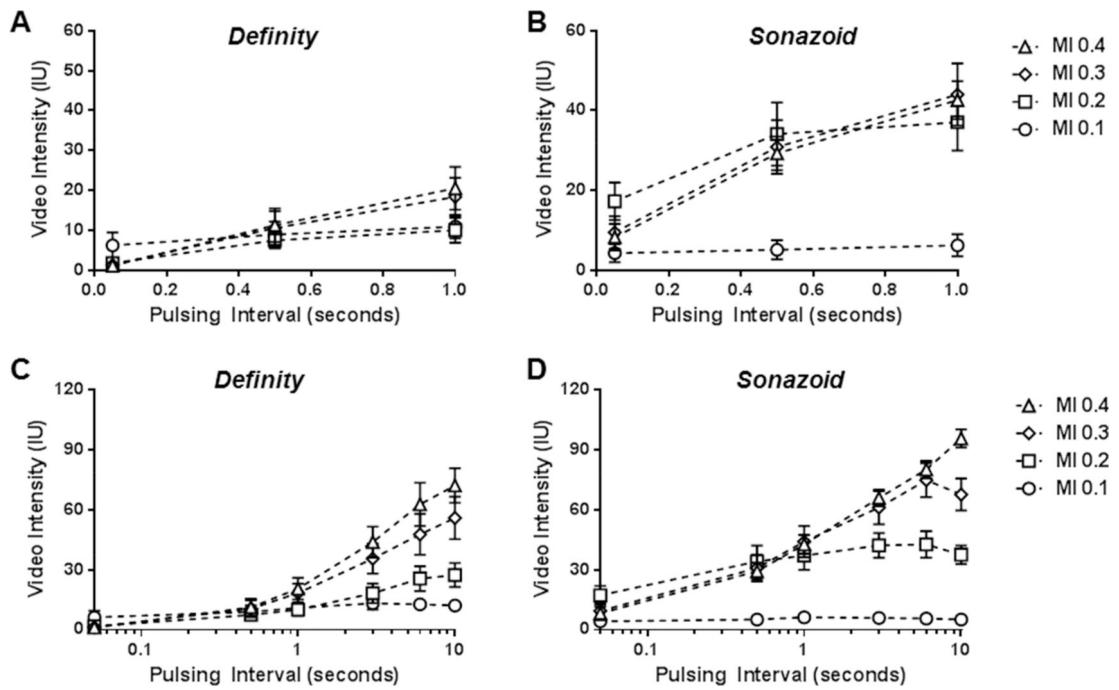 A
Definity
Video Intensity (IU)
60
50
40
30
20
10
0
0.0 0.2 0.4 0.6 0.8 1.0
Pulsing Interval (seconds)
B
Sonazoid
Video Intensity (IU)
60
40
20
0
0.0 0.2 0.4 0.6 0.8 1.0
Pulsing Interval (seconds)
MI 0.4
MI 0.3
MI 0.2
MI 0.1
C
Definity
Video Intensity (IU)
120
90
60
30
0
0.1 1 10
Pulsing Interval (seconds)
D
Sonazoid
Video Intensity (IU)
120
90
60
30
0
0.1 1 10
Pulsing Interval (seconds)
MI 0.4
MI 0.3
MI 0.2
MI 0.1